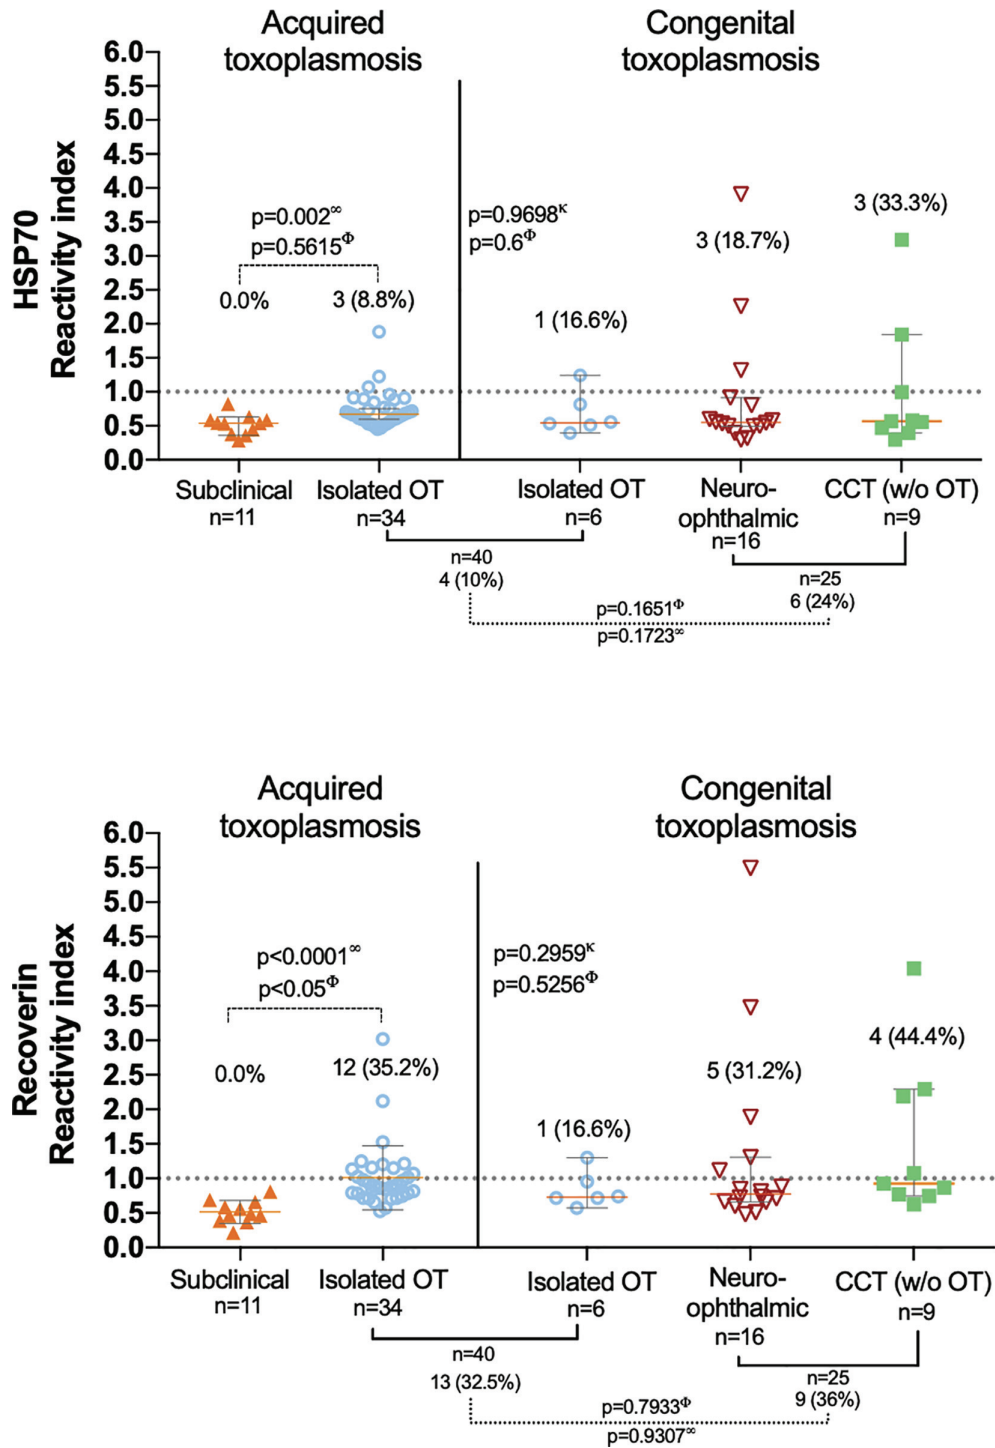 Acquired
toxoplasmosis
Congenital
toxoplasmosis
HSP70
Reactivity index
6.0
5.5
5.0
4.5
4.0
3.5
3.0
2.5
2.0
1.5
1.0
0.5
0.0
p=0.002∞
p=0.5615Φ
p=0.9698κ
p=0.6Φ
0.0%
3 (8.8%)
1 (16.6%)
3 (18.7%)
3 (33.3%)
Subclinical
n=11
Isolated OT
n=34
Isolated OT
n=6
Neuro-
ophthalmic
n=16
CCT (w/o OT)
n=9
n=40
4 (10%)
n=25
6 (24%)
p=0.1651Φ
p=0.1723∞
Acquired
toxoplasmosis
Congenital
toxoplasmosis
Recoverin
Reactivity index
6.0
5.5
5.0
4.5
4.0
3.5
3.0
2.5
2.0
1.5
1.0
0.5
0.0
p<0.0001∞
p<0.05Φ
p=0.2959κ
p=0.5256Φ
0.0%
12 (35.2%)
1 (16.6%)
5 (31.2%)
4 (44.4%)
Subclinical
n=11
Isolated OT
n=34
Isolated OT
n=6
Neuro-
ophthalmic
n=16
CCT (w/o OT)
n=9
n=40
13 (32.5%)
n=25
9 (36%)
p=0.7933Φ
p=0.9307∞